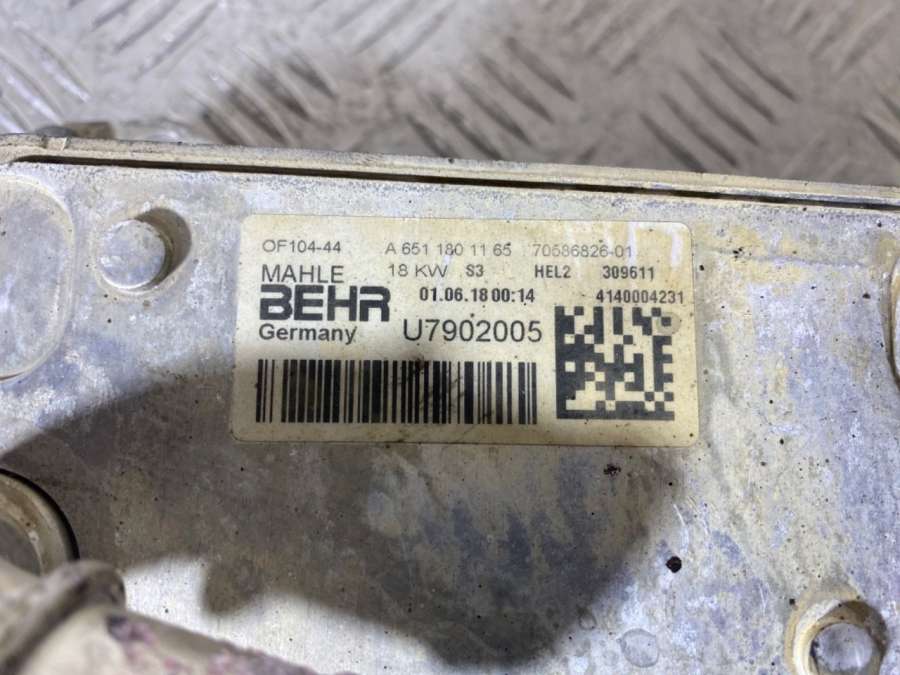 OF104-44 A 651 180 11 65 70586826-01
MAHLE 18 KW S3 HEL2 309611
BEHR 01.06.18 00:14 4140004231
Germany U7902005